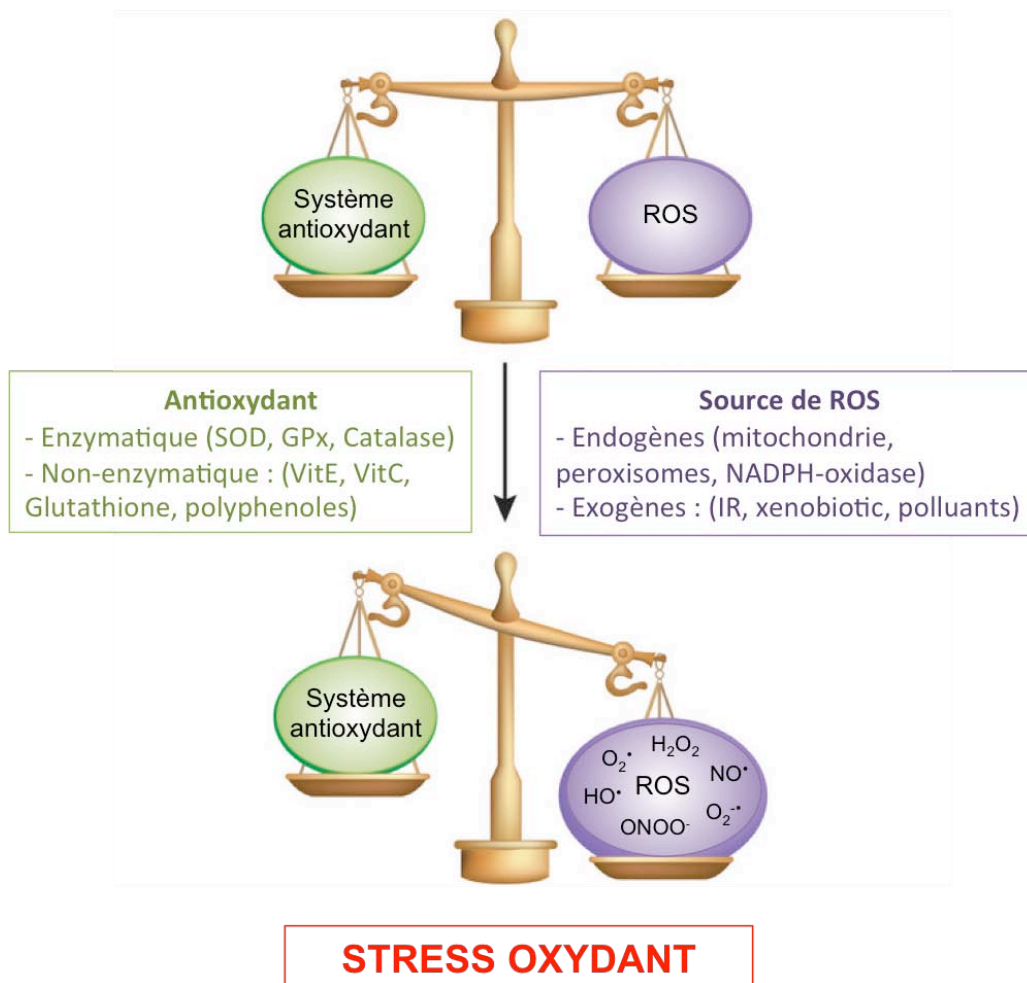 Système
antioxydant
ROS
Antioxydant
- Enzymatique (SOD, GPx, Catalase)
- Non-enzymatique : (VitE, VitC,
Glutathione, polyphenoles)
Source de ROS
- Endogènes (mitochondrie,
peroxisomes, NADPH-oxidase)
- Exogènes : (IR, xenobiotic, polluants)
Système
antioxydant
O₂•
H₂O₂
NO•
HO•
ROS
O₂⁻•
ONOO⁻
STRESS OXYDANT